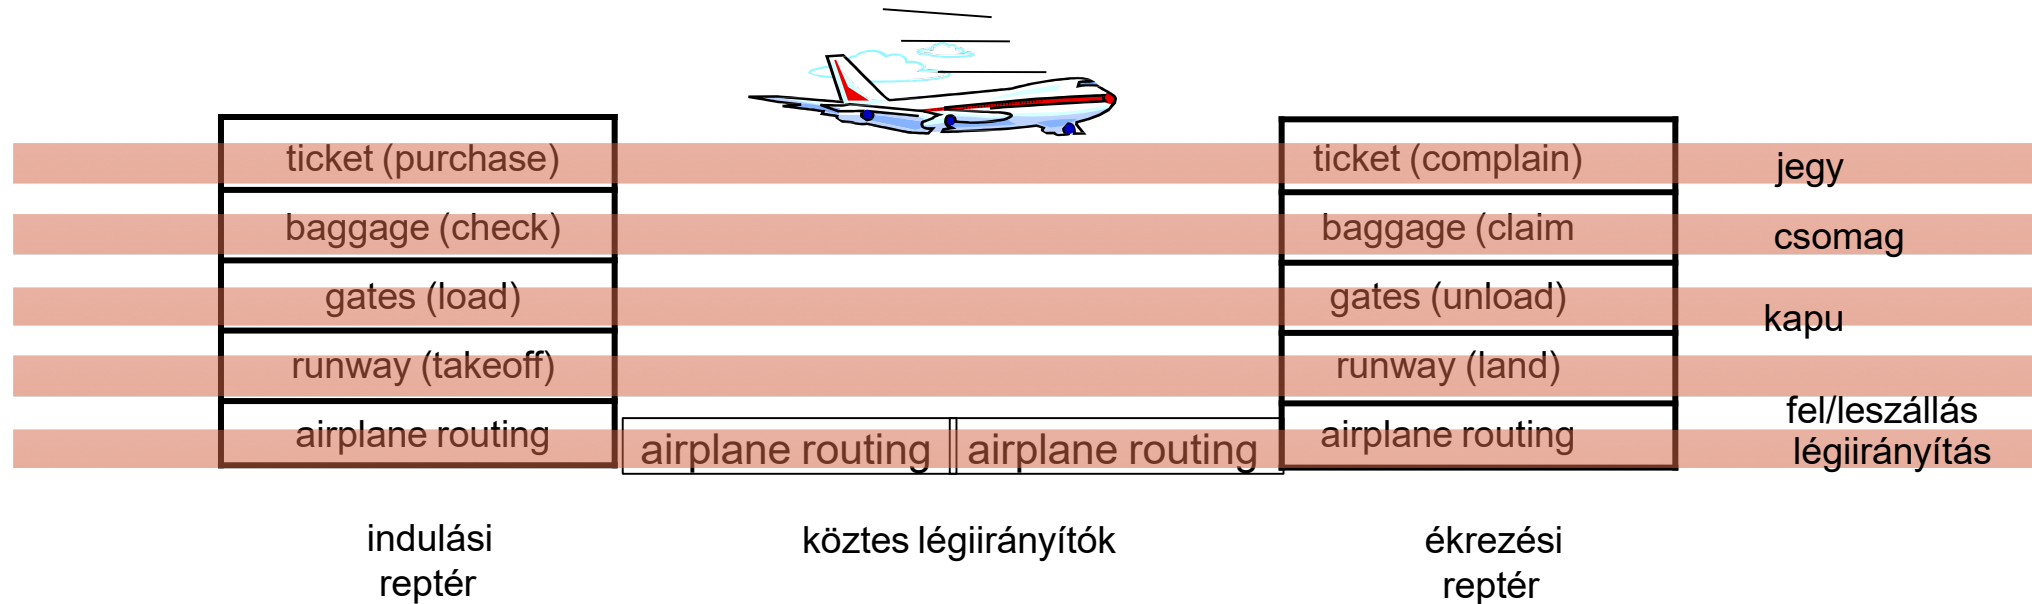 ticket (purchase)
baggage (check)
gates (load)
runway (takeoff)
airplane routing
airplane routing
airplane routing
ticket (complain)
baggage (claim
gates (unload)
runway (land)
airplane routing
jegy
csomag
kapu
fel/leszállás
légiirányítás
indulási
reptér
köztes légiirányítók
ékrezési
reptér